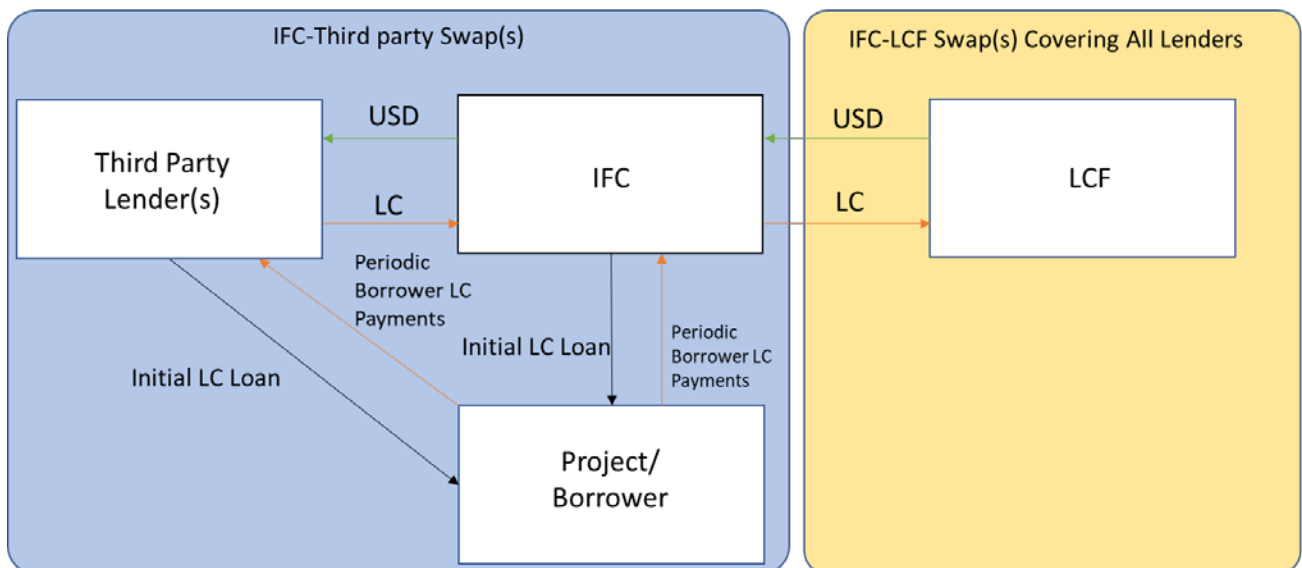 IFC-Third party Swap(s)
IFC-LCF Swap(s) Covering All Lenders
USD
USD
Third Party
Lender(s)
IFC
LCF
LC
LC
Periodic
Borrower LC
Payments
Initial LC Loan
Periodic
Borrower LC
Payments
Initial LC Loan
Project/
Borrower